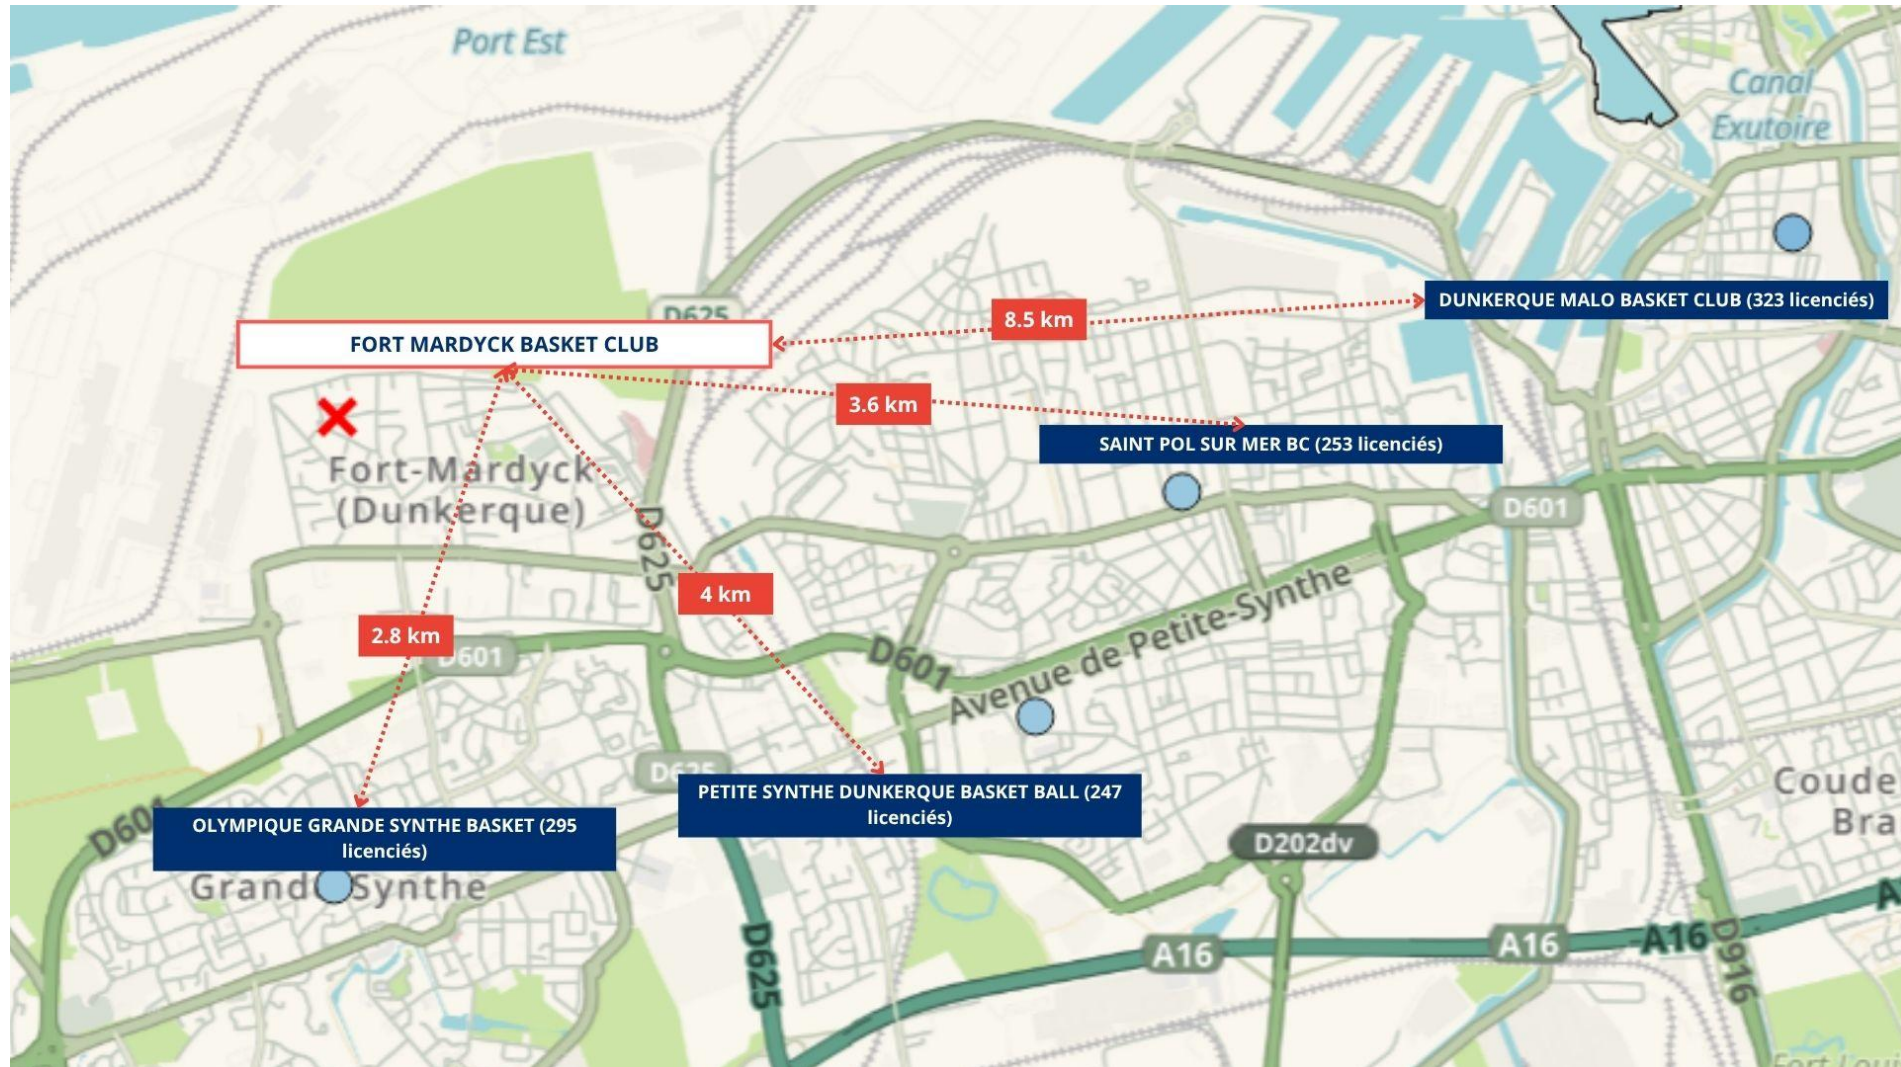 Port Est
Canal
Exutoire
D625
DUNKERQUE MALO BASKET CLUB (323 licenciés)
8.5 km
FORT MARDYCK BASKET CLUB
3.6 km
SAINT POL SUR MER BC (253 licenciés)
Fort-Mardyck
(Dunkerque)
D601
D625
4 km
Avenue de Petite-Synthe
2.8 km
D601
D601
D625
Coude
Bra
PETITE SYNTHE DUNKERQUE BASKET BALL (247
licenciés)
D601
OLYMPIQUE GRANDE SYNTHE BASKET (295
licenciés)
D202dv
Grande Synthe
A16
A16
A16
D625
D916